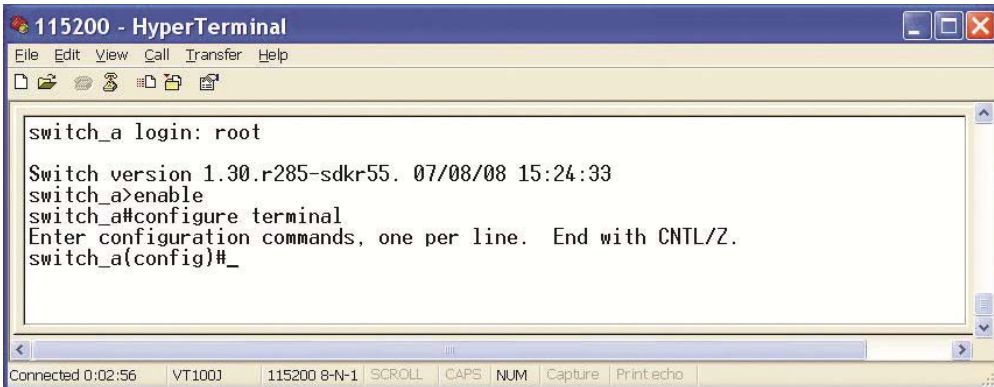 115200 - HyperTerminal
File Edit View Call Transfer Help
switch_a login: root
Switch version 1.30.r285-sdkr55. 07/08/08 15:24:33
switch_a>enable
switch_a#configure terminal
Enter configuration commands, one per line.  End with CNTL/Z.
switch_a(config)#_
Connected 0:02:56 VT100J 115200 8-N-1 SCROLL CAPS NUM Capture Print echo